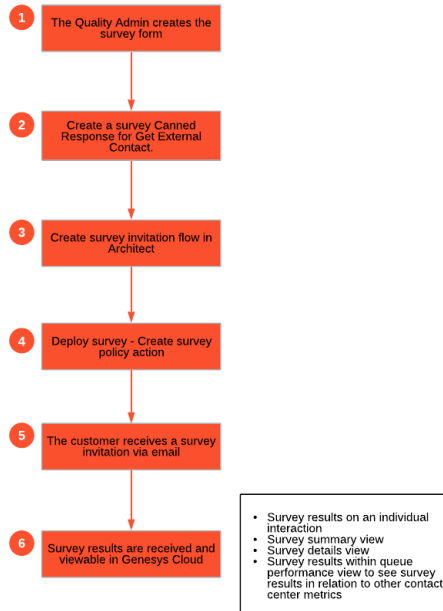 1
The Quality Admin creates the
survey form
2
Create a survey Canned
Response for Get External
Contact.
3
Create survey invitation flow in
Architect
4
Deploy survey - Create survey
policy action
5
The customer receives a survey
invitation via email
6
Survey results are received and
viewable in Genesys Cloud
• Survey results on an individual
interaction
• Survey summary view
• Survey details view
• Survey results within queue
performance view to see survey
results in relation to other contact
center metrics